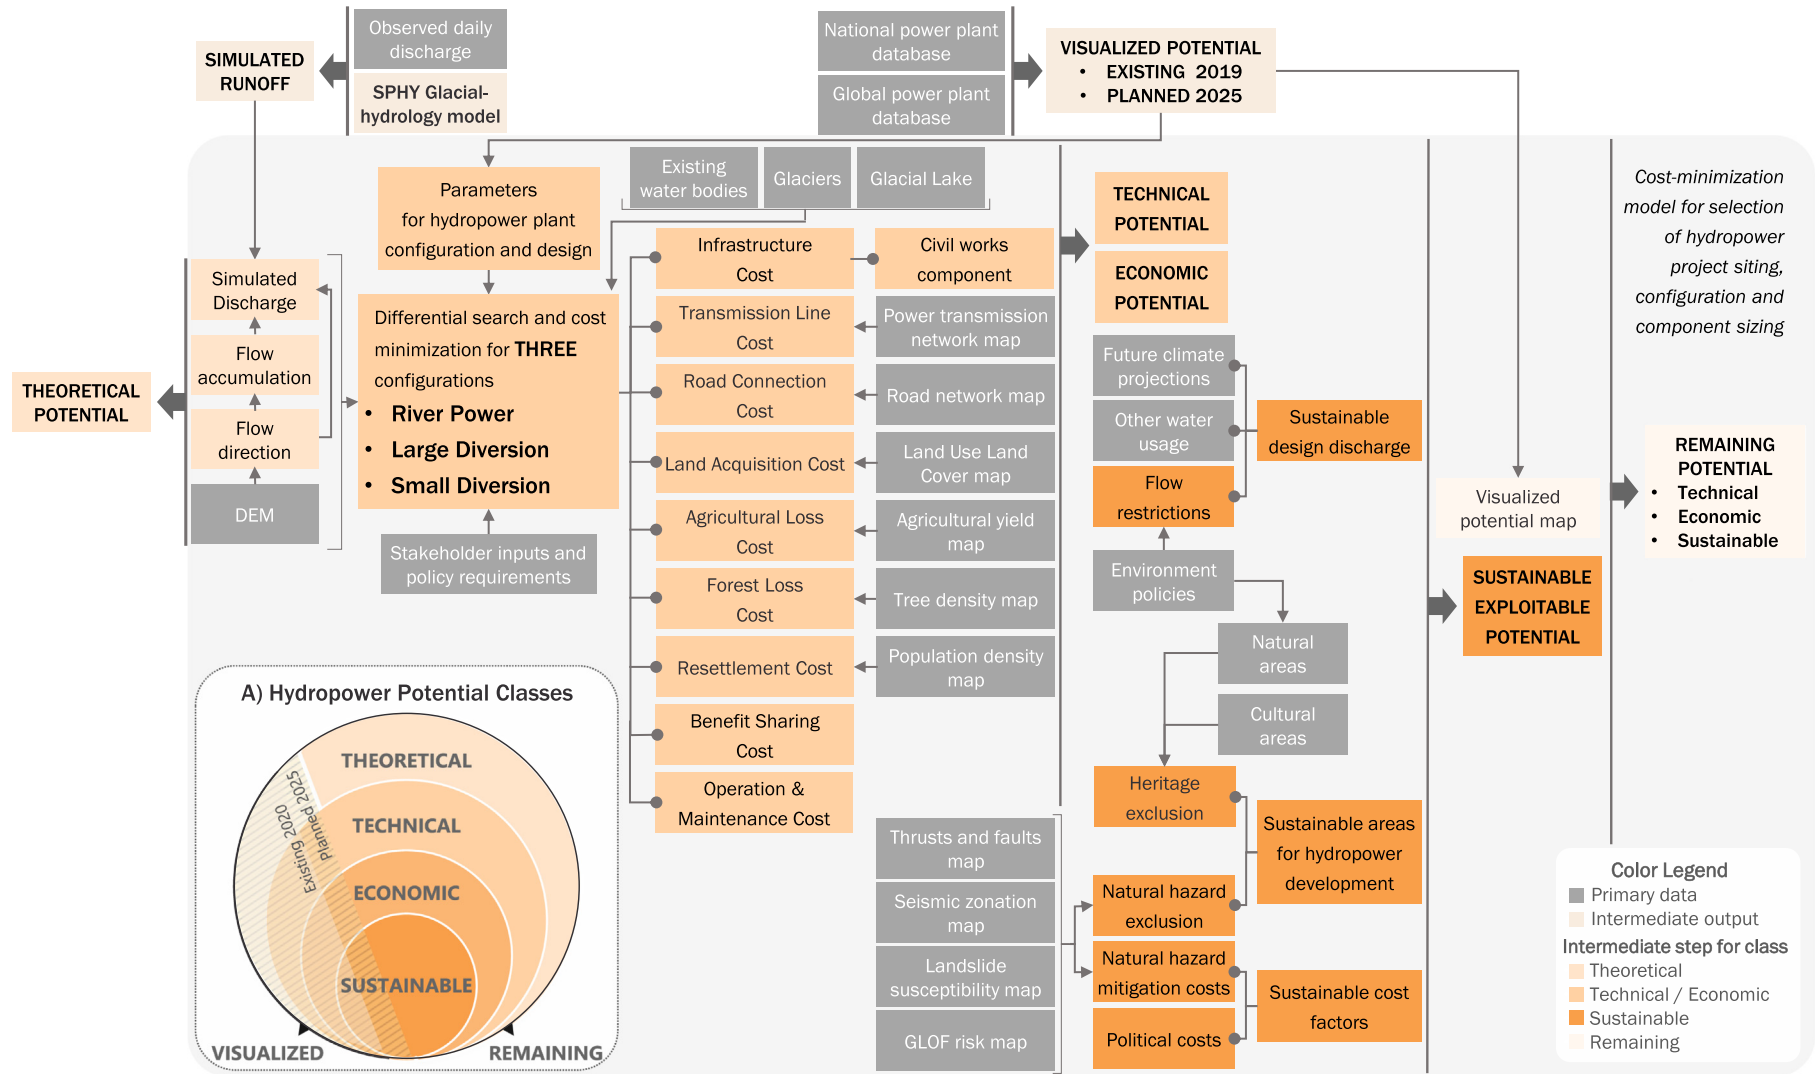 Observed daily
discharge
SIMULATED
RUNOFF
SPHY Glacial-
hydrology model
National power plant
database
Global power plant
database
VISUALIZED POTENTIAL
• EXISTING 2019
• PLANNED 2025
Parameters
for hydropower plant
configuration and design
Existing
water bodies
Glaciers
Glacial Lake
TECHNICAL
POTENTIAL
ECONOMIC
POTENTIAL
Cost-minimization
model for selection
of hydropower
project siting,
configuration and
component sizing
Simulated
Discharge
Flow
accumulation
Flow
direction
DEM
THEORETICAL
POTENTIAL
Differential search and cost
minimization for THREE
configurations
• River Power
• Large Diversion
• Small Diversion
Stakeholder inputs and
policy requirements
Infrastructure
Cost
Civil works
component
Transmission Line
Cost
Power transmission
network map
Road Connection
Cost
Road network map
Land Acquisition Cost
Land Use Land
Cover map
Agricultural Loss
Cost
Agricultural yield
map
Forest Loss
Cost
Tree density map
Resettlement Cost
Population density
map
Benefit Sharing
Cost
Operation &
Maintenance Cost
Future climate
projections
Other water
usage
Flow
restrictions
Sustainable
design discharge
Environment
policies
Natural
areas
Cultural
areas
Heritage
exclusion
Sustainable areas
for hydropower
development
Thrusts and faults
map
Seismic zonation
map
Landslide
susceptibility map
GLOF risk map
Natural hazard
exclusion
Natural hazard
mitigation costs
Political costs
Sustainable cost
factors
Visualized
potential map
SUSTAINABLE
EXPLOITABLE
POTENTIAL
REMAINING
POTENTIAL
• Technical
• Economic
• Sustainable
A) Hydropower Potential Classes
THEORETICAL
TECHNICAL
ECONOMIC
SUSTAINABLE
Existing 2020
Planned 2025
VISUALIZED
REMAINING
Color Legend
Primary data
Intermediate output
Intermediate step for class
Theoretical
Technical / Economic
Sustainable
Remaining